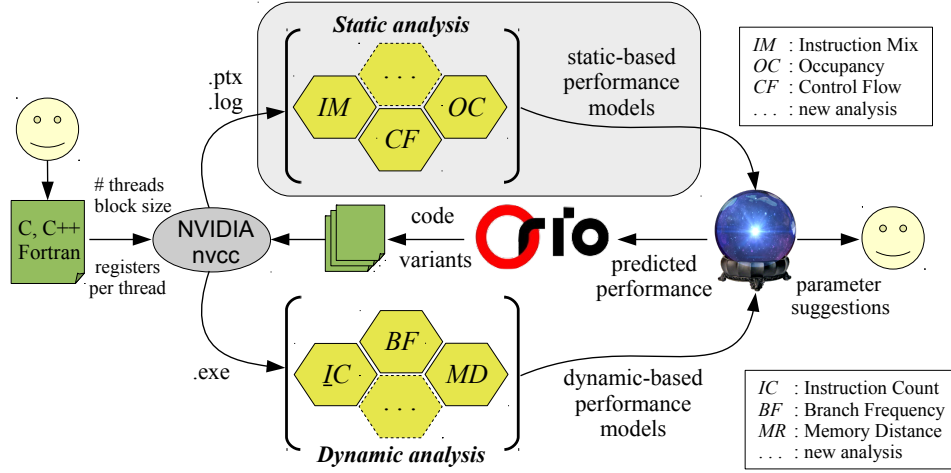 Static analysis
.ptx
.log
IM
. . .
CF
OC
static-based
performance
models
IM : Instruction Mix
OC : Occupancy
CF : Control Flow
. . . : new analysis
C, C++
Fortran
# threads
block size
registers
per thread
NVIDIA
nvcc
code
variants
Orio
predicted
performance
parameter
suggestions
.exe
IC
BF
. . .
MD
Dynamic analysis
dynamic-based
performance
models
IC : Instruction Count
BF : Branch Frequency
MR : Memory Distance
. . . : new analysis